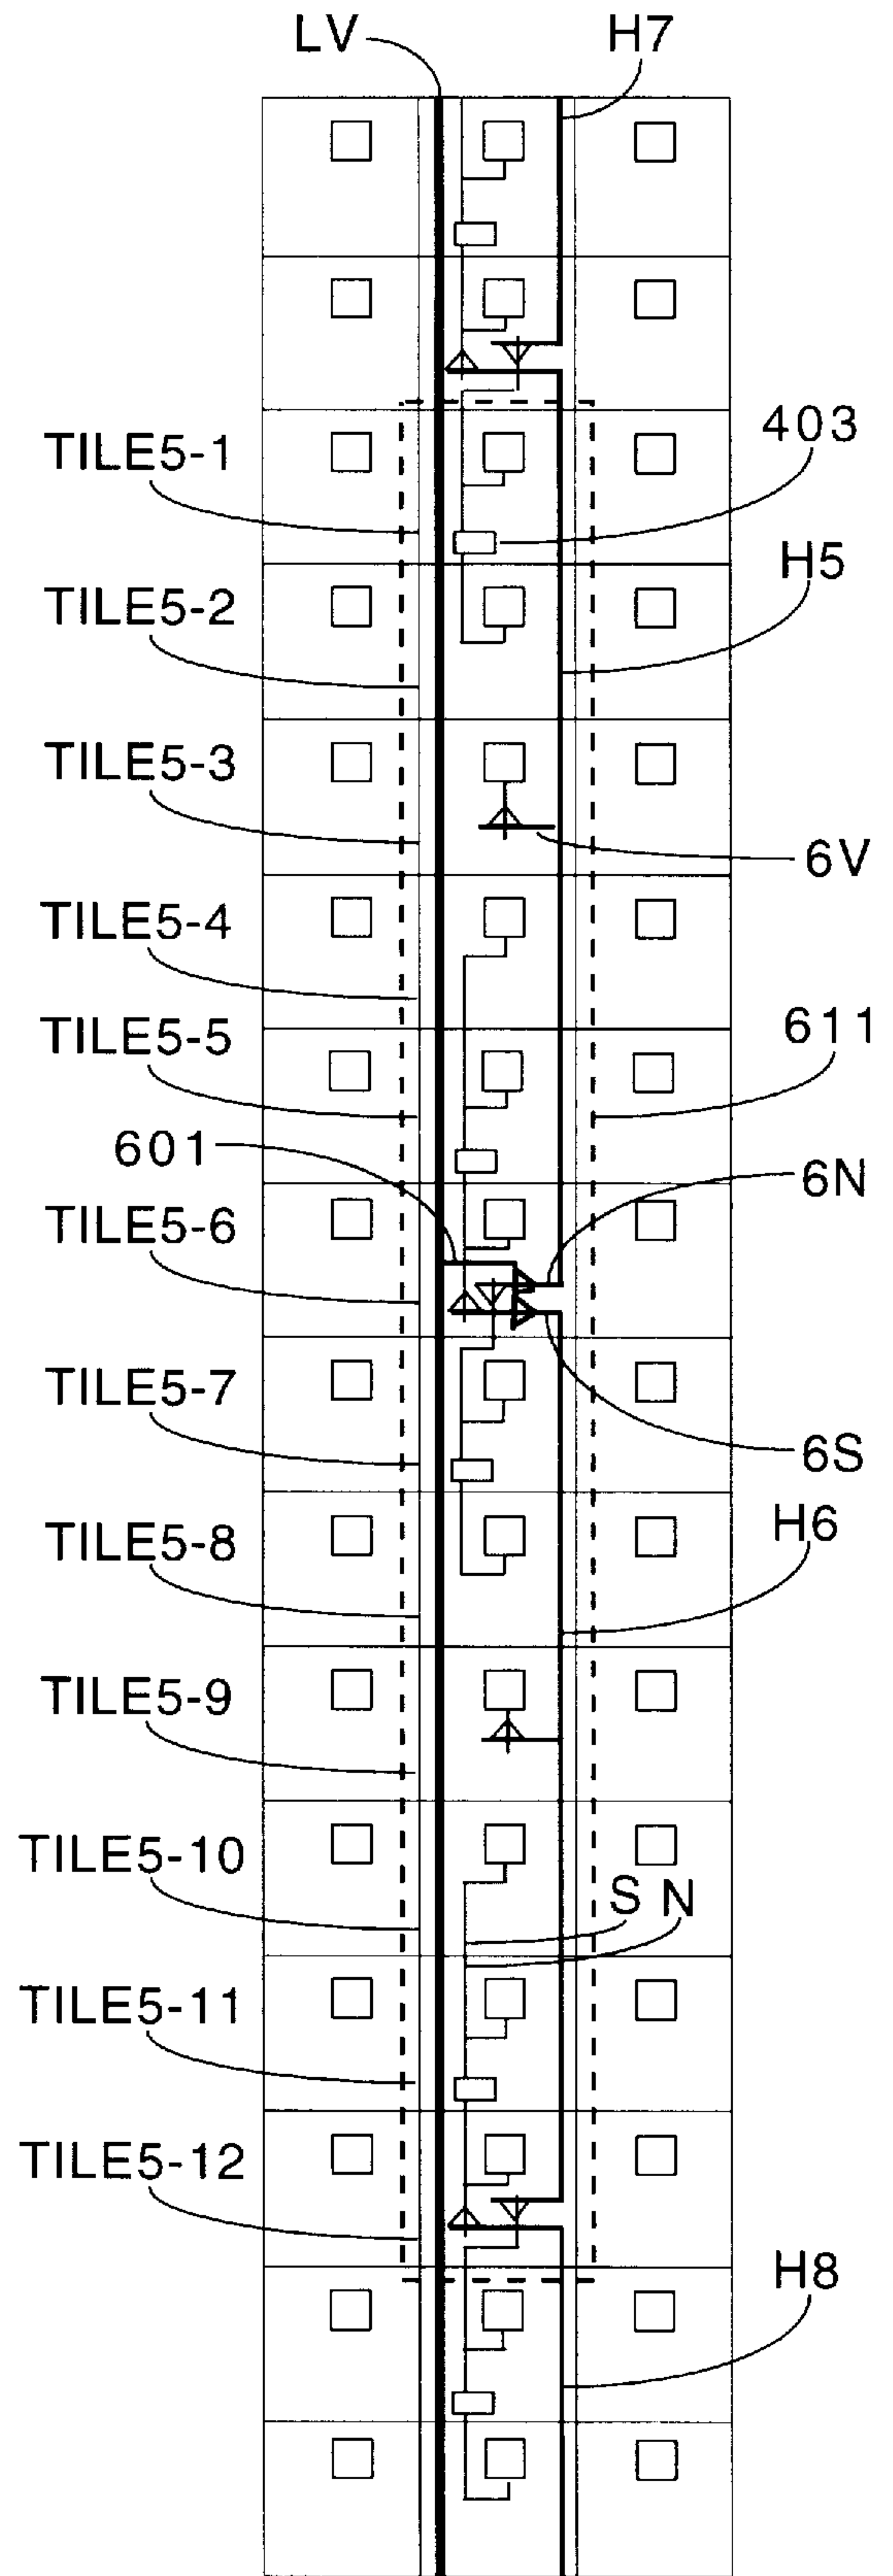 LV
H7
TILE5-1
403
H5
TILE5-2
TILE5-3
6V
TILE5-4
611
TILE5-5
601
6N
TILE5-6
TILE5-7
6S
H6
TILE5-8
TILE5-9
TILE5-10
S N
TILE5-11
TILE5-12
H8